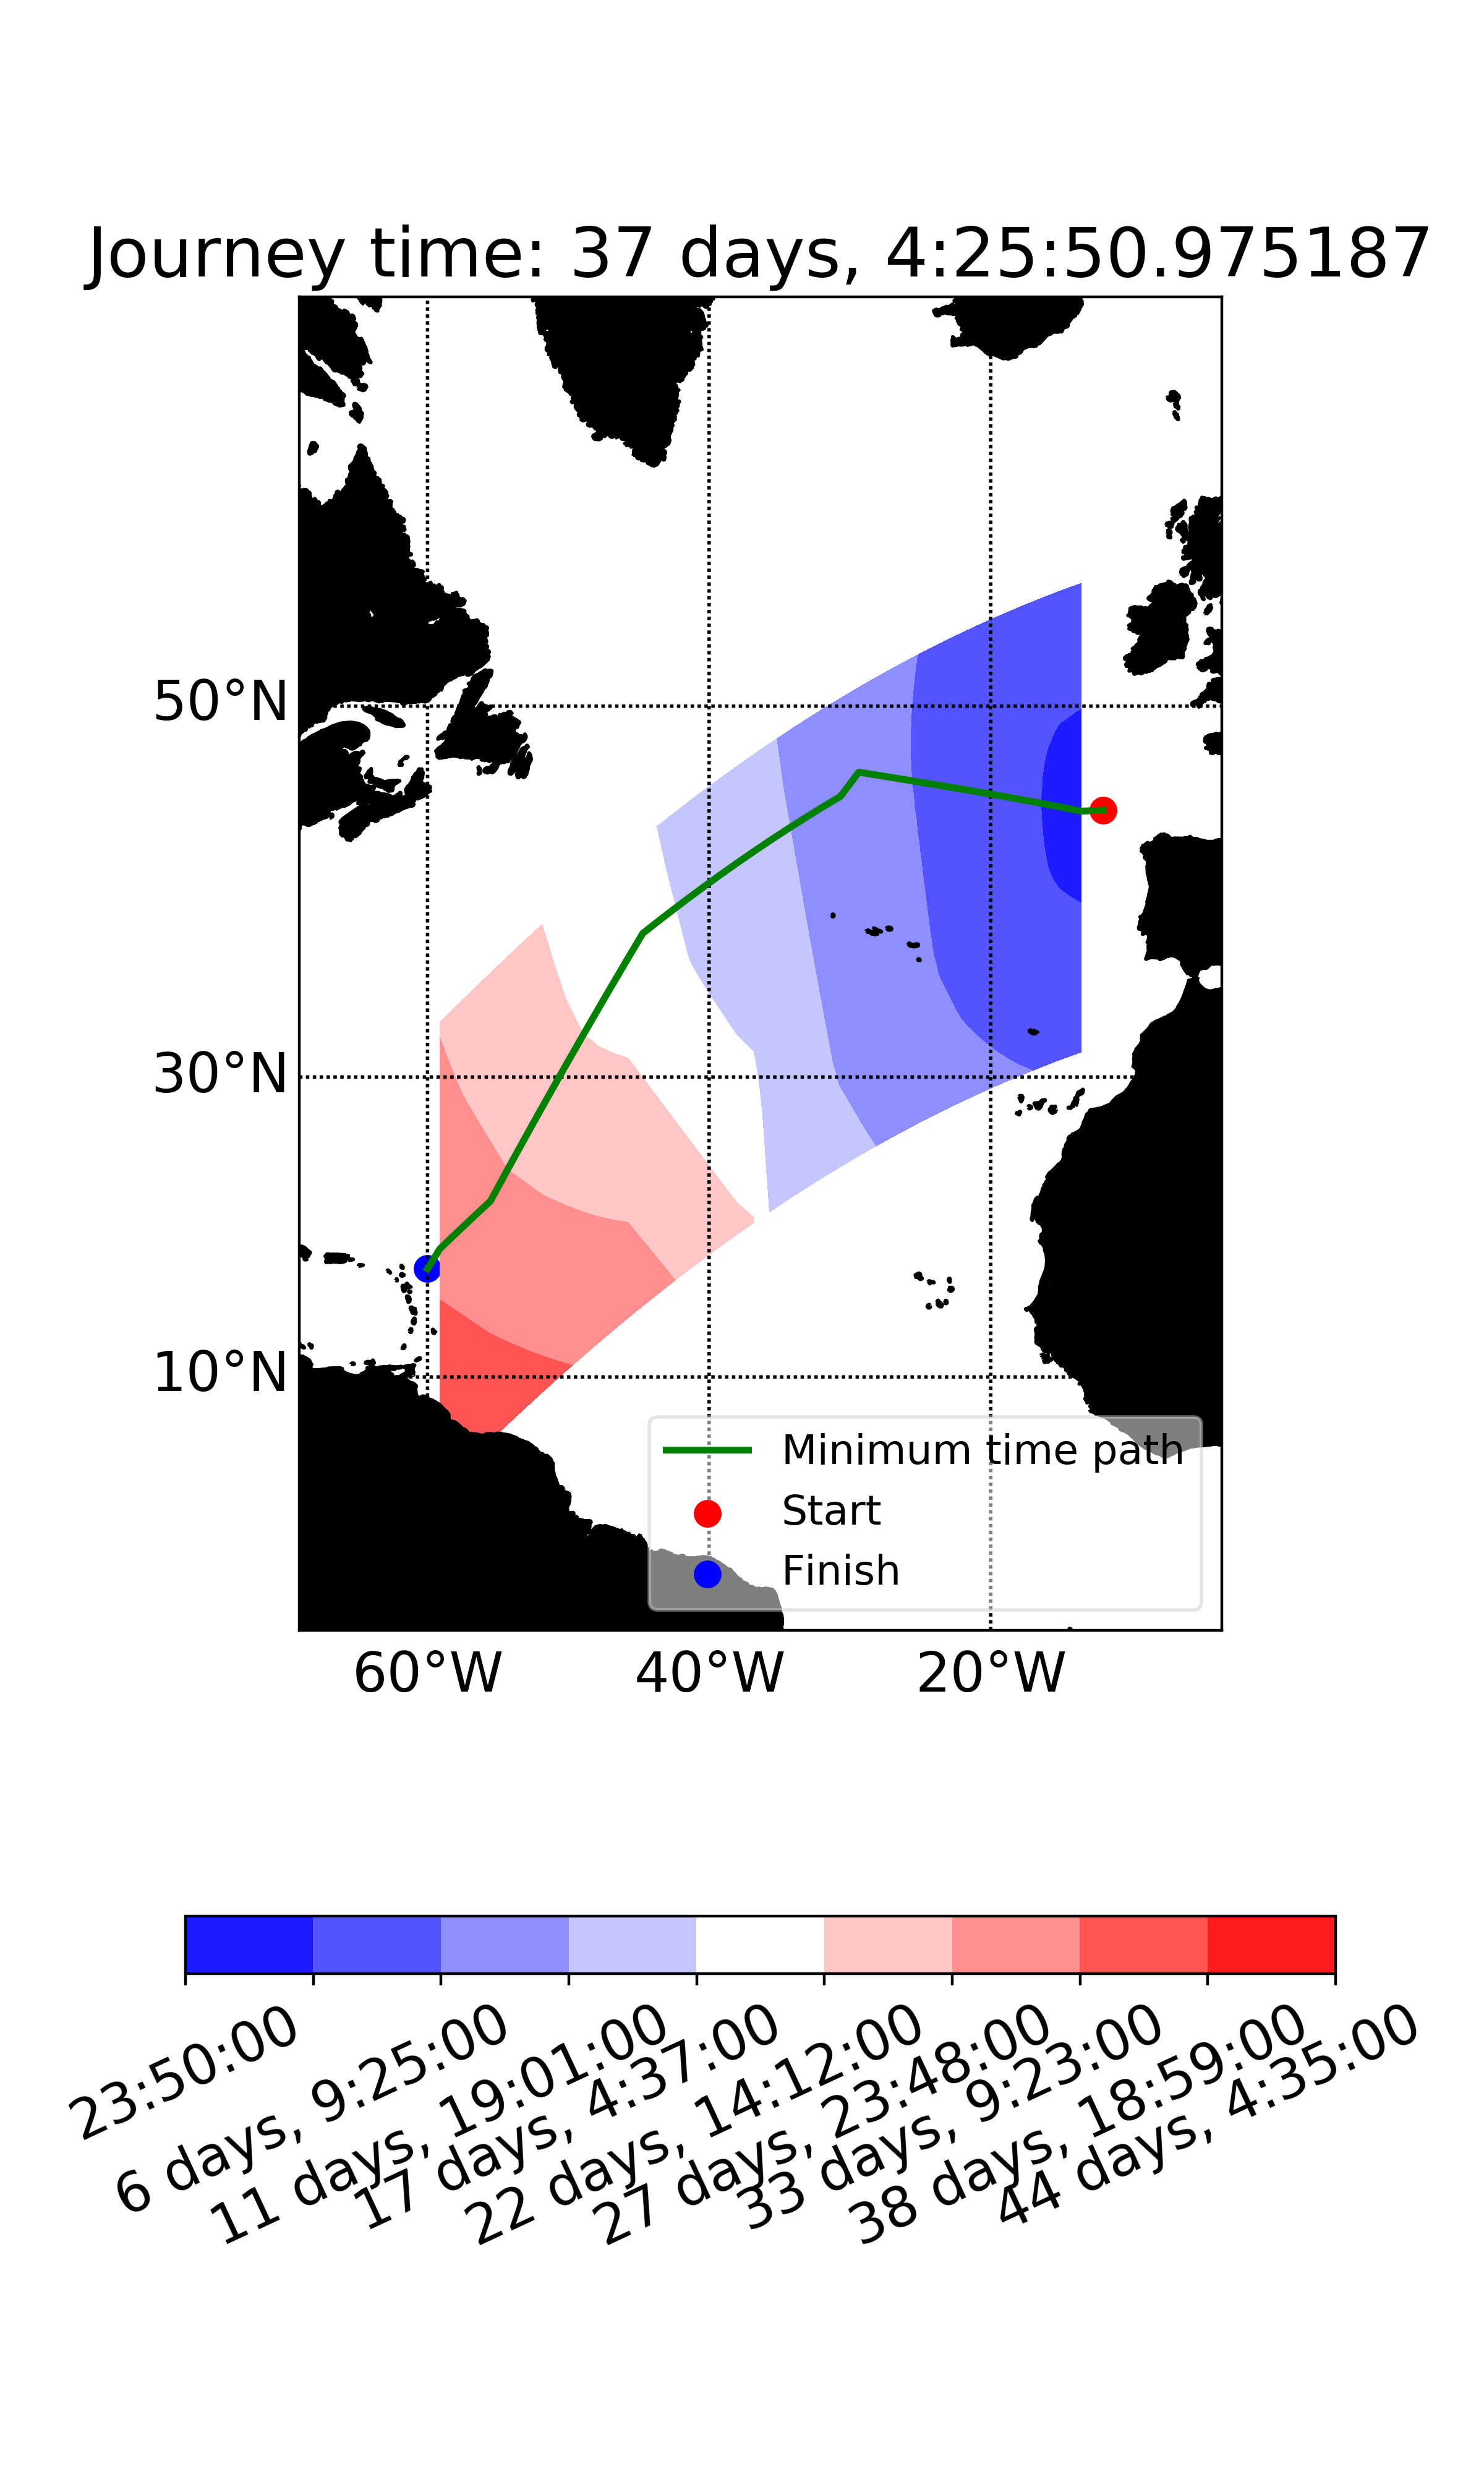 Journey time: 37 days, 4:25:50.975187
50°N
30°N
10°N
Minimum time path
Start
Finish
60°W 40°W 20°W
23:50:00
6 days, 9:25:00
11 days, 19:01:00
17 days, 4:37:00
22 days, 14:12:00
27 days, 23:48:00
33 days, 9:23:00
38 days, 18:59:00
44 days, 4:35:00